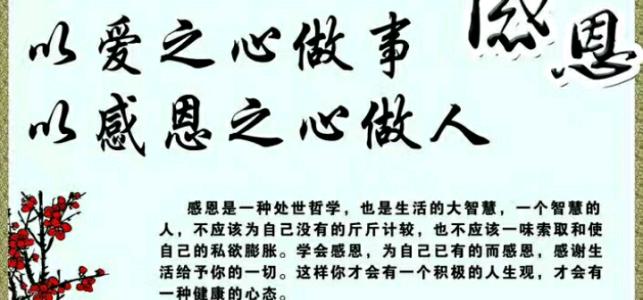 感恩
以爱之心做事
以感恩之心做人
感恩是一种处世哲学，也是生活的大智慧，一个智慧的
人，不应该为自己没有的斤斤计较，也不应该一味索取和使
自己的私欲膨胀。学会感恩，为自己已有的而感恩，感谢生
活给予你的一切。这样你才会有一个积极的人生观，才会有
一种健康的心态。